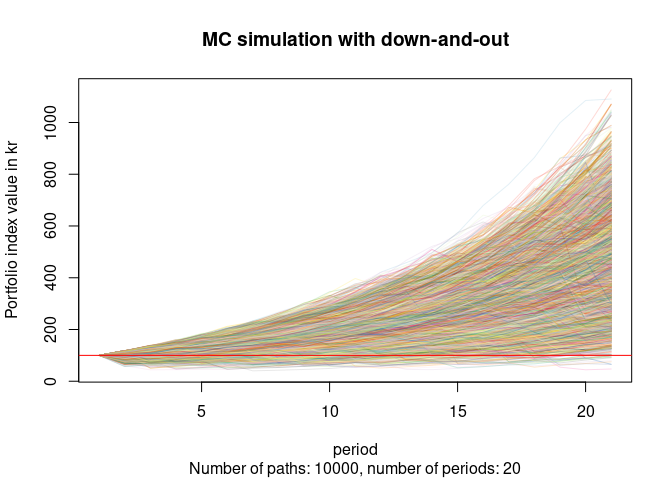 MC simulation with down-and-out
Portfolio index value in kr
1000
800
600
400
200
0
5 10 15 20
period
Number of paths: 10000, number of periods: 20